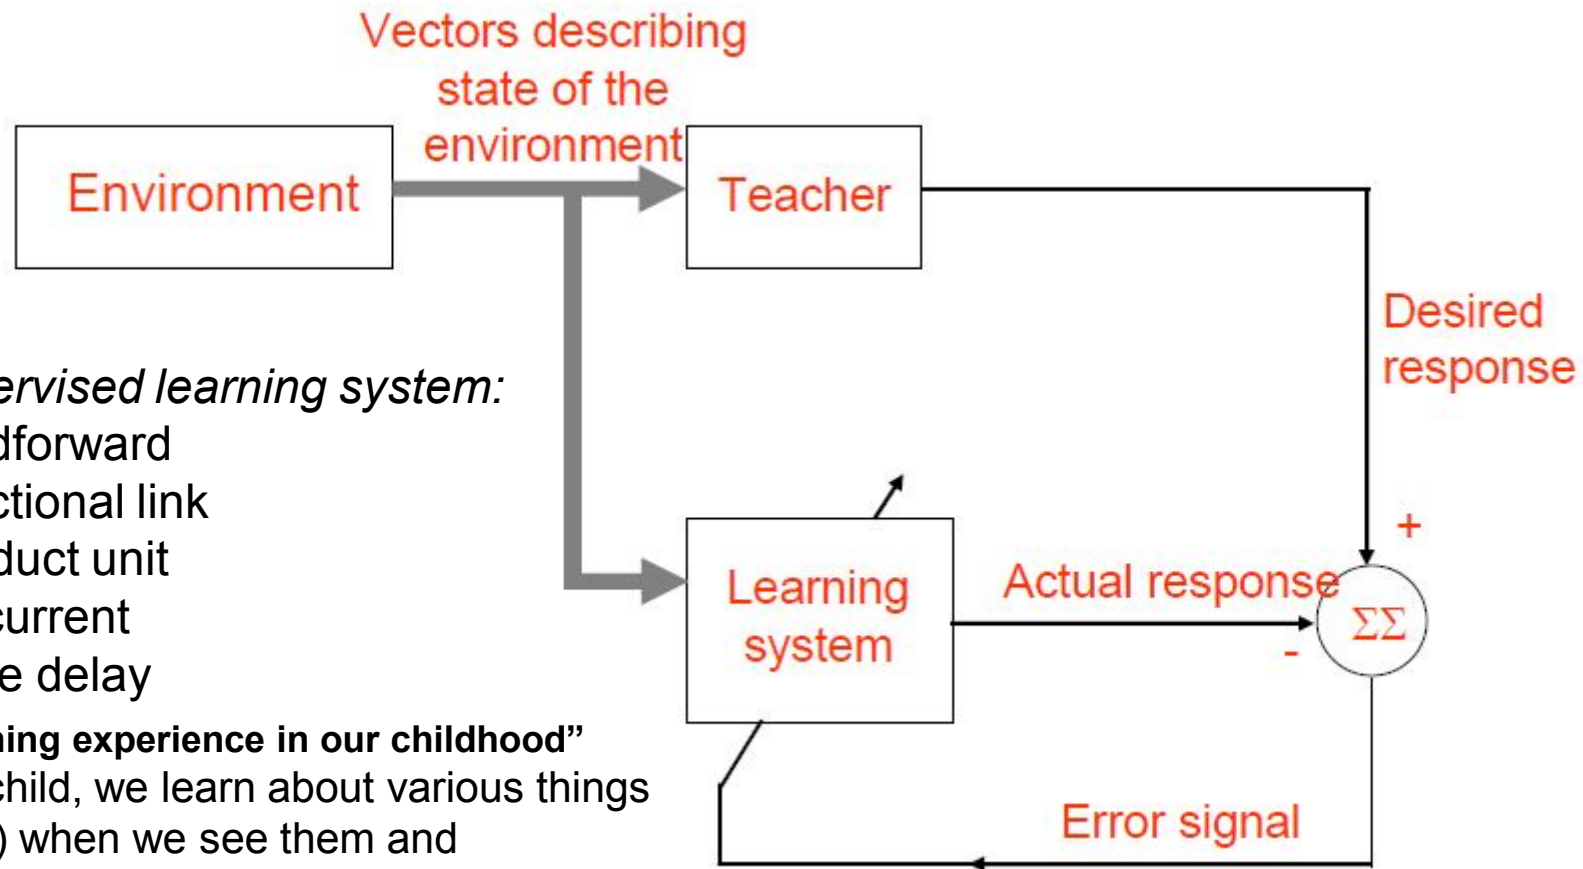 Vectors describing
state of the
environment
Environment
Teacher
Desired
response
ervised learning system:
dforward
ctional link
duct unit
current
e delay
Learning
system
Actual response
+
-
ΣΣ
ning experience in our childhood”
child, we learn about various things
) when we see them and
Error signal